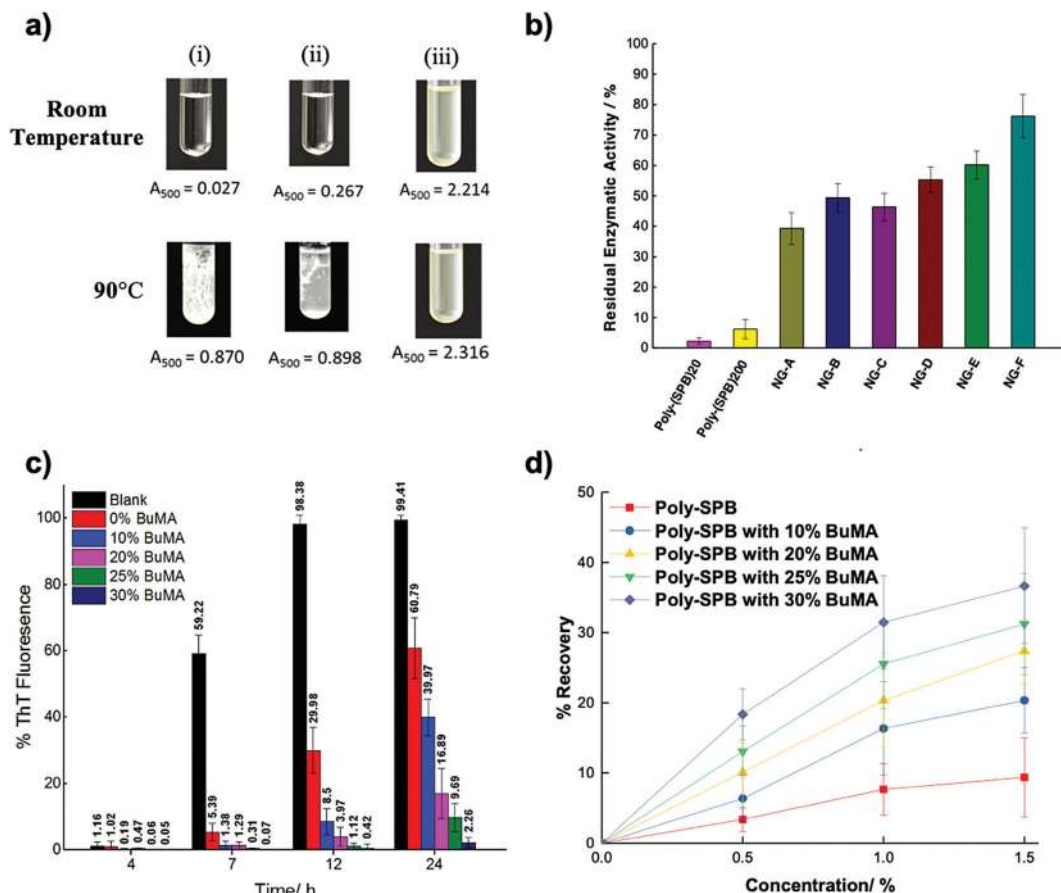 a)
(i) (ii) (iii)
Room
Temperature
A500 = 0.027 A500 = 0.267 A500 = 2.214
90°C
A500 = 0.870 A500 = 0.898 A500 = 2.316
b)
Residual Enzymatic Activity / %
100
90
80
70
60
50
40
30
20
10
0
Poly-(SPB)20 Poly-(SPB)200 NG-A NG-B NG-C NG-D NG-E NG-F
c)
% ThT Fluoresence
100
80
60
40
20
0
Blank
0% BuMA
10% BuMA
20% BuMA
25% BuMA
30% BuMA
1.16 1.02 0.19 0.47 0.06 0.05
59.22 5.39 1.38 1.29 0.31 0.07
98.38 29.98 8.5 3.97 1.12 0.42
99.41 60.79 39.97 16.89 9.69 2.26
4 7 12 24
Time/ h
d)
% Recovery
50
40
30
20
10
0
Poly-SPB
Poly-SPB with 10% BuMA
Poly-SPB with 20% BuMA
Poly-SPB with 25% BuMA
Poly-SPB with 30% BuMA
0.0 0.5 1.0 1.5
Concentration/ %